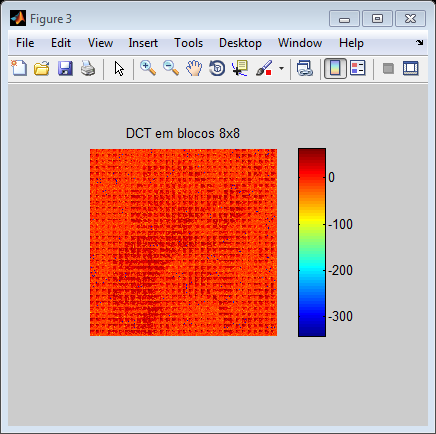 Figure 3
File Edit View Insert Tools Desktop Window Help
DCT em blocos 8x8
0
-100
-200
-300